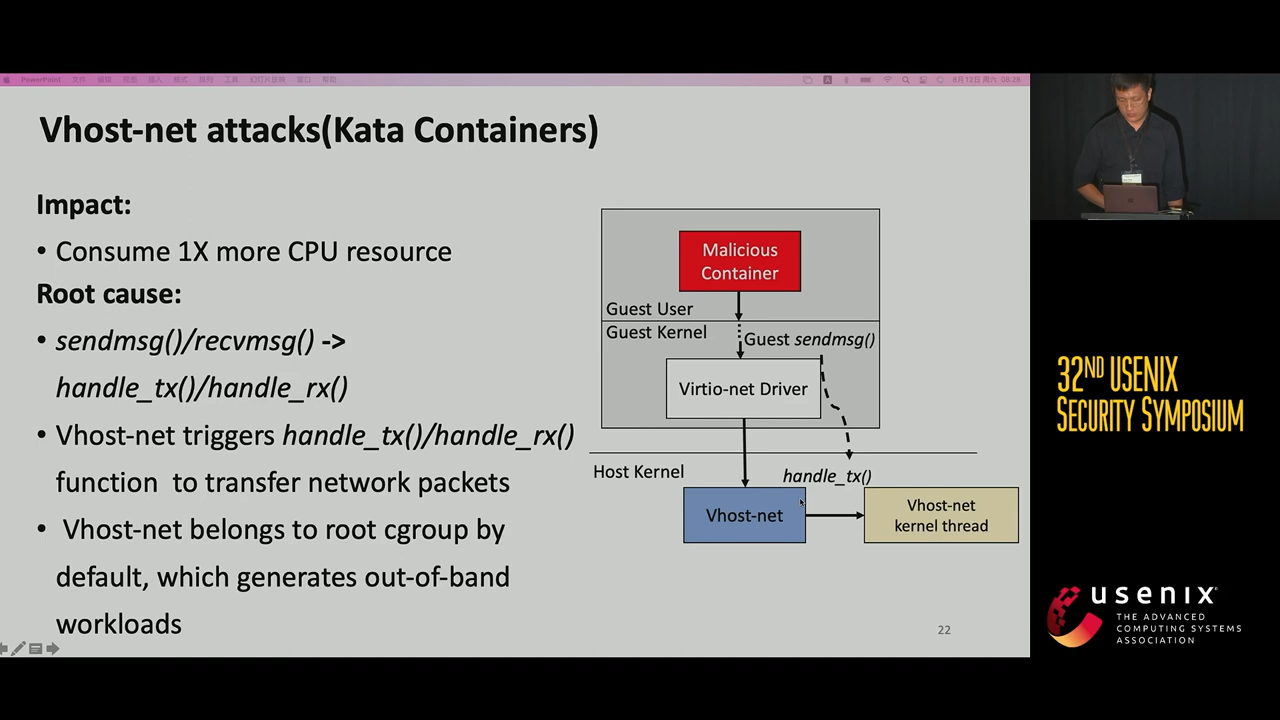 PowerPoint
Vhost-net attacks(Kata Containers)
Impact:
• Consume 1X more CPU resource
Root cause:
• sendmsg()/recvmsg() ->
handle_tx()/handle_rx()
• Vhost-net triggers handle_tx()/handle_rx()
function to transfer network packets
• Vhost-net belongs to root cgroup by
default, which generates out-of-band
workloads
Malicious
Container
Guest User
Guest Kernel
Guest sendmsg()
Virtio-net Driver
Host Kernel
handle_tx()
Vhost-net
Vhost-net
kernel thread
22
32ND USENIX
SECURITY SYMPOSIUM
usenix
THE ADVANCED
COMPUTING SYSTEMS
ASSOCIATION